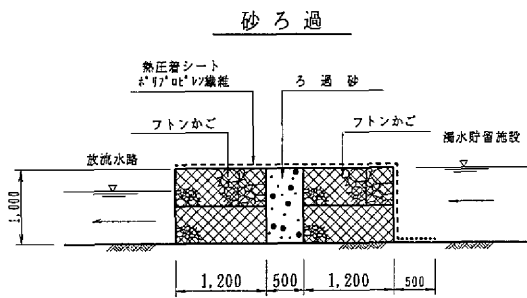 砂ろ過
熱圧着シート
ポリプロピレン繊維
ろ過砂
フトンかご
フトンかご
濁水貯留施設
放流水路
1,000
1,200
500
1,200
500